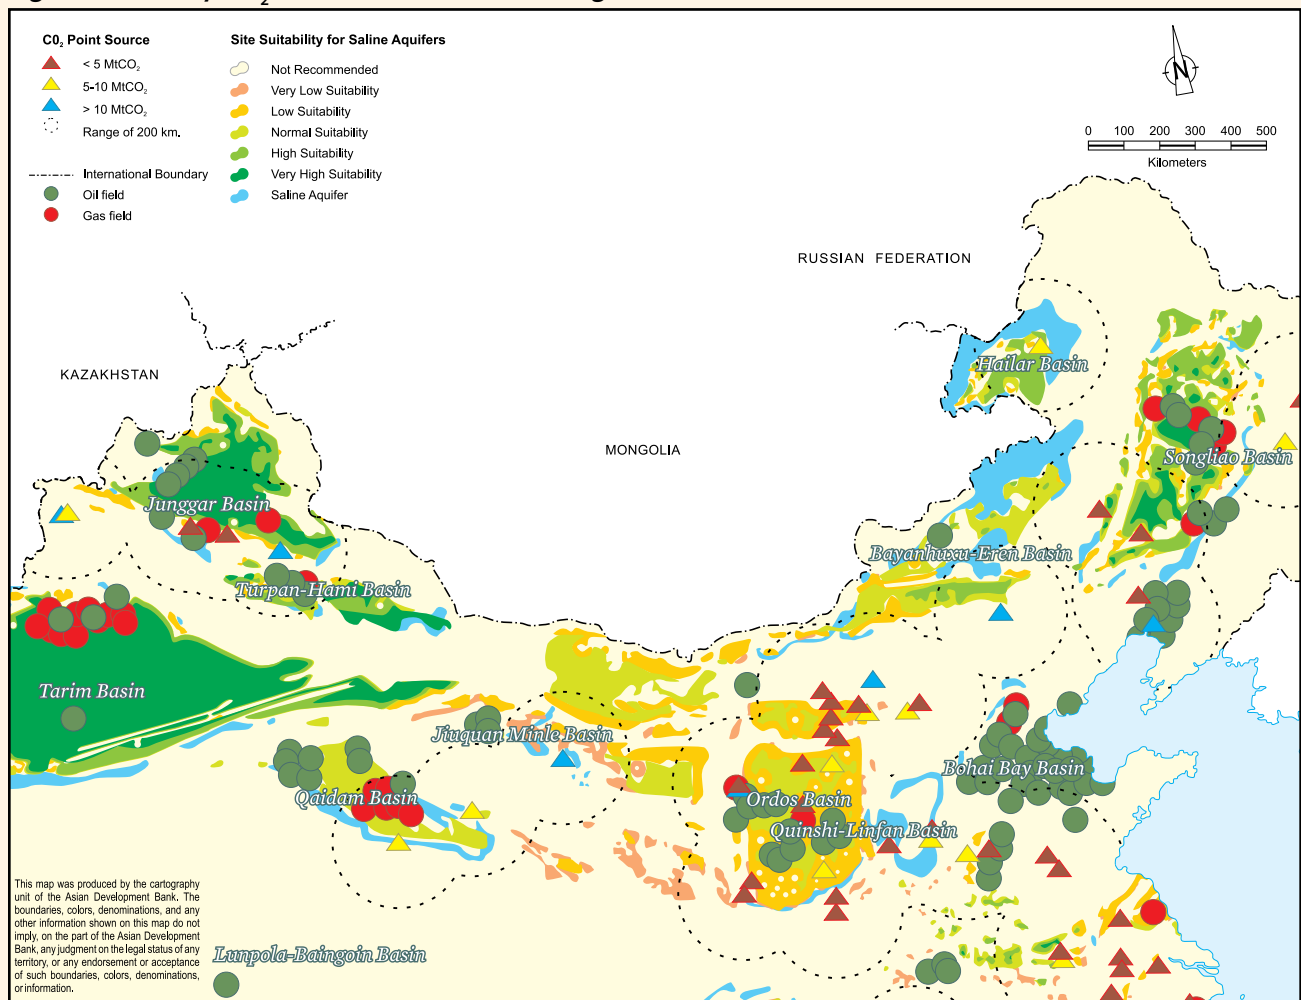 C0₂ Point Source
< 5 MtCO₂
5-10 MtCO₂
> 10 MtCO₂
Range of 200 km.
International Boundary
Oil field
Gas field
Site Suitability for Saline Aquifers
Not Recommended
Very Low Suitability
Low Suitability
Normal Suitability
High Suitability
Very High Suitability
Saline Aquifer
N
0 100 200 300 400 500
Kilometers
RUSSIAN FEDERATION
KAZAKHSTAN
MONGOLIA
Hailar Basin
Songliao Basin
Junggar Basin
Bayanhuxu-Eren Basin
Turpan-Hami Basin
Tarim Basin
Jiuquan Minle Basin
Bohai Bay Basin
Qaidam Basin
Ordos Basin
Quinshi-Linfan Basin
Lunpola-Baingoin Basin
This map was produced by the cartography
unit of the Asian Development Bank. The
boundaries, colors, denominations, and any
other information shown on this map do not
imply, on the part of the Asian Development
Bank, any judgment on the legal status of any
territory, or any endorsement or acceptance
of such boundaries, colors, denominations,
or information.